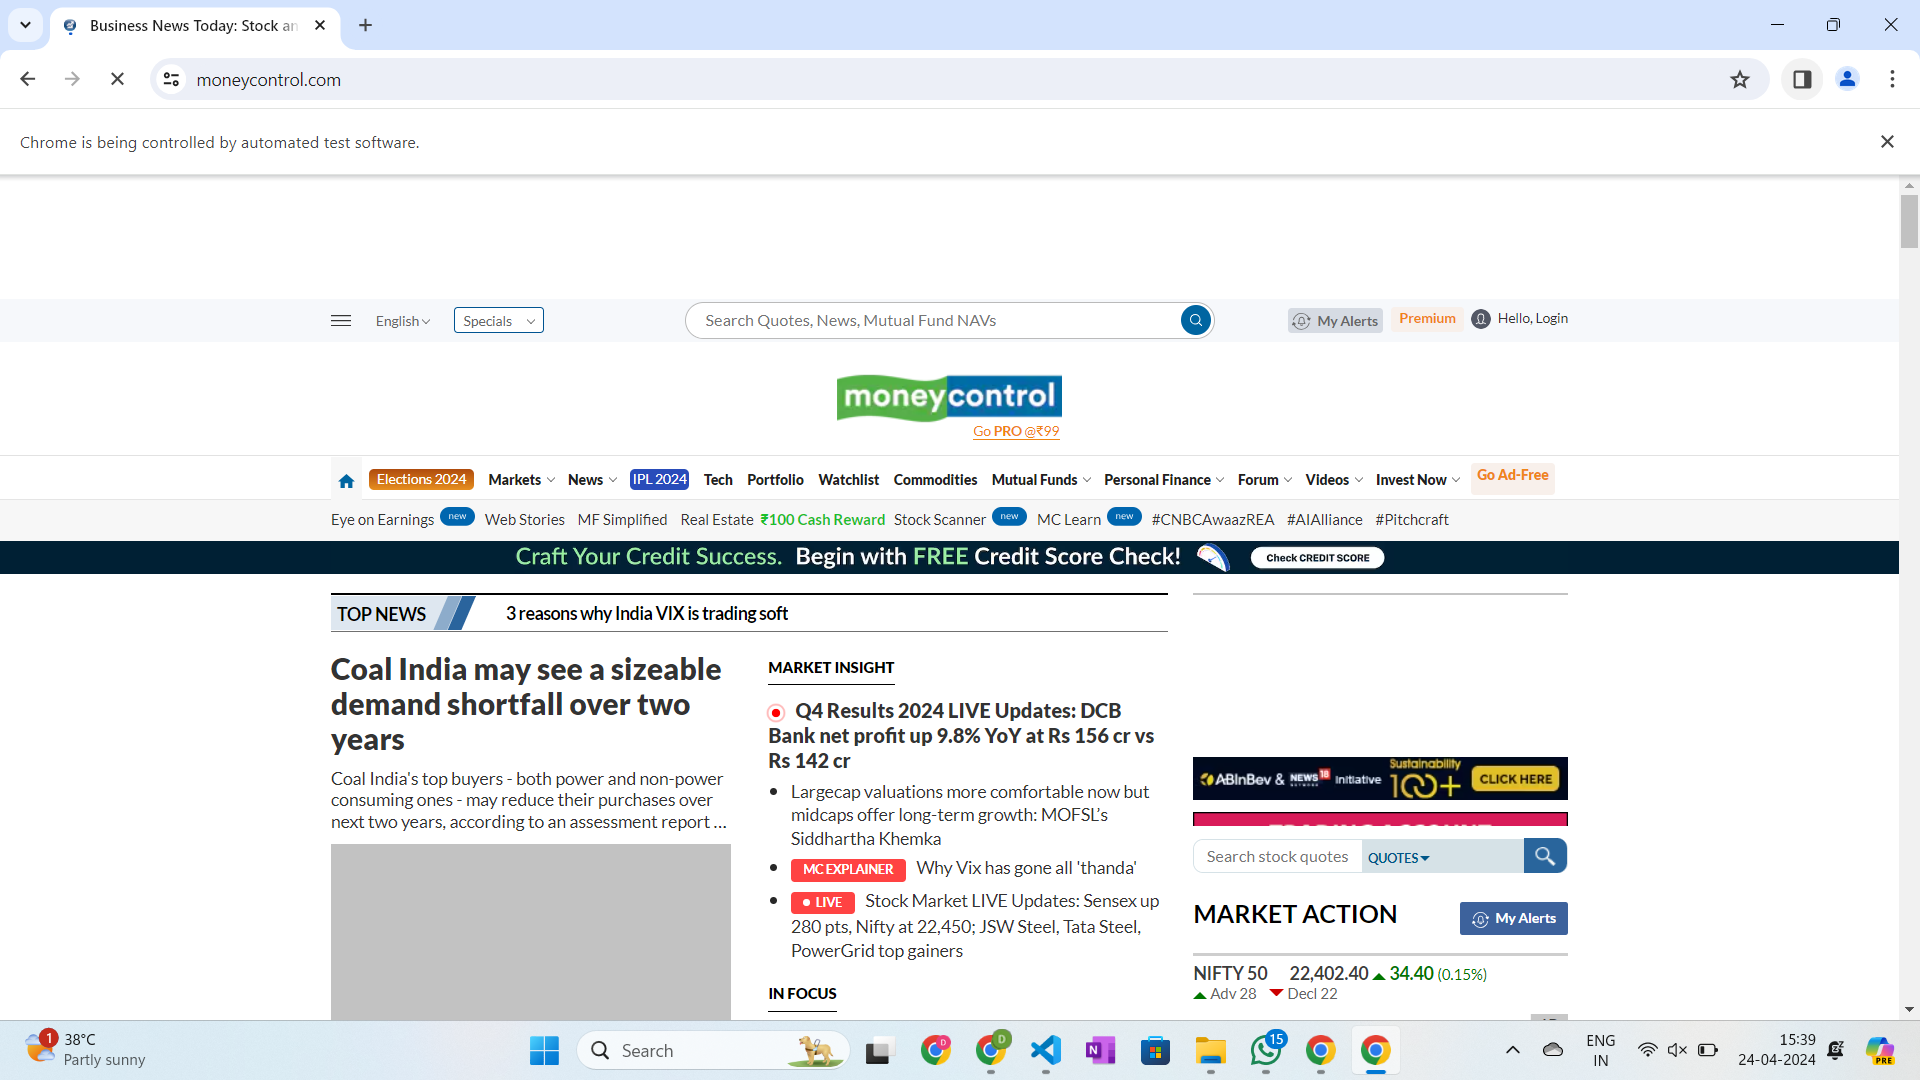 Business News Today: Stock an
moneycontrol.com
Chrome is being controlled by automated test software.
English
Specials
Search Quotes, News, Mutual Fund NAVs
My Alerts
Premium
Hello, Login
moneycontrol
Go PRO @₹99
Elections 2024 Markets News IPL 2024 Tech Portfolio Watchlist Commodities Mutual Funds Personal Finance Forum Videos Invest Now Go Ad-Free
Eye on Earnings new Web Stories MF Simplified Real Estate ₹100 Cash Reward Stock Scanner new MC Learn new #CNBCAwaazREA #AIAlliance #Pitchcraft
Craft Your Credit Success. Begin with FREE Credit Score Check! Check CREDIT SCORE
TOP NEWS 3 reasons why India VIX is trading soft
Coal India may see a sizeable
demand shortfall over two
years
Coal India's top buyers - both power and non-power
consuming ones - may reduce their purchases over
next two years, according to an assessment report ...
MARKET INSIGHT
Q4 Results 2024 LIVE Updates: DCB
Bank net profit up 9.8% YoY at Rs 156 cr vs
Rs 142 cr
Largecap valuations more comfortable now but
midcaps offer long-term growth: MOFSL's
Siddhartha Khemka
MC EXPLAINER Why Vix has gone all 'thanda'
LIVE Stock Market LIVE Updates: Sensex up
280 pts, Nifty at 22,450; JSW Steel, Tata Steel,
PowerGrid top gainers
IN FOCUS
ABInBev & NEWS18 NETWORK Initiative Sustainability 100+ CLICK HERE
Search stock quotes QUOTES
MARKET ACTION My Alerts
NIFTY 50 22,402.40 34.40 (0.15%)
Adv 28 Decl 22
1
38°C
Partly sunny
Search
D
D
N
15
ENG
IN
15:39
24-04-2024
PRE